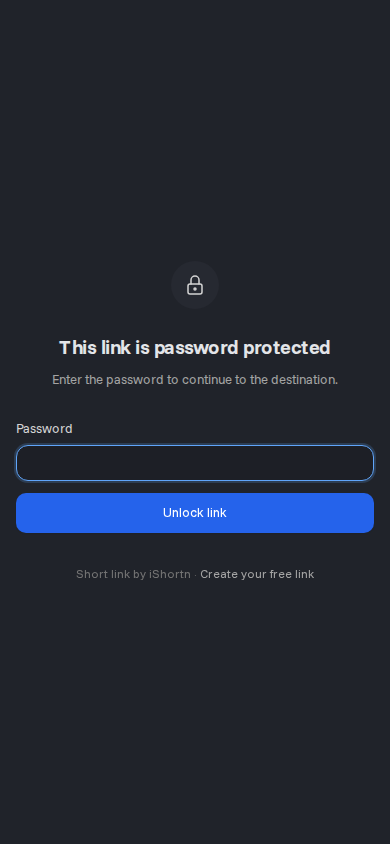 This link is password protected
Enter the password to continue to the destination.
Password
Unlock link
Short link by iShortn · Create your free link